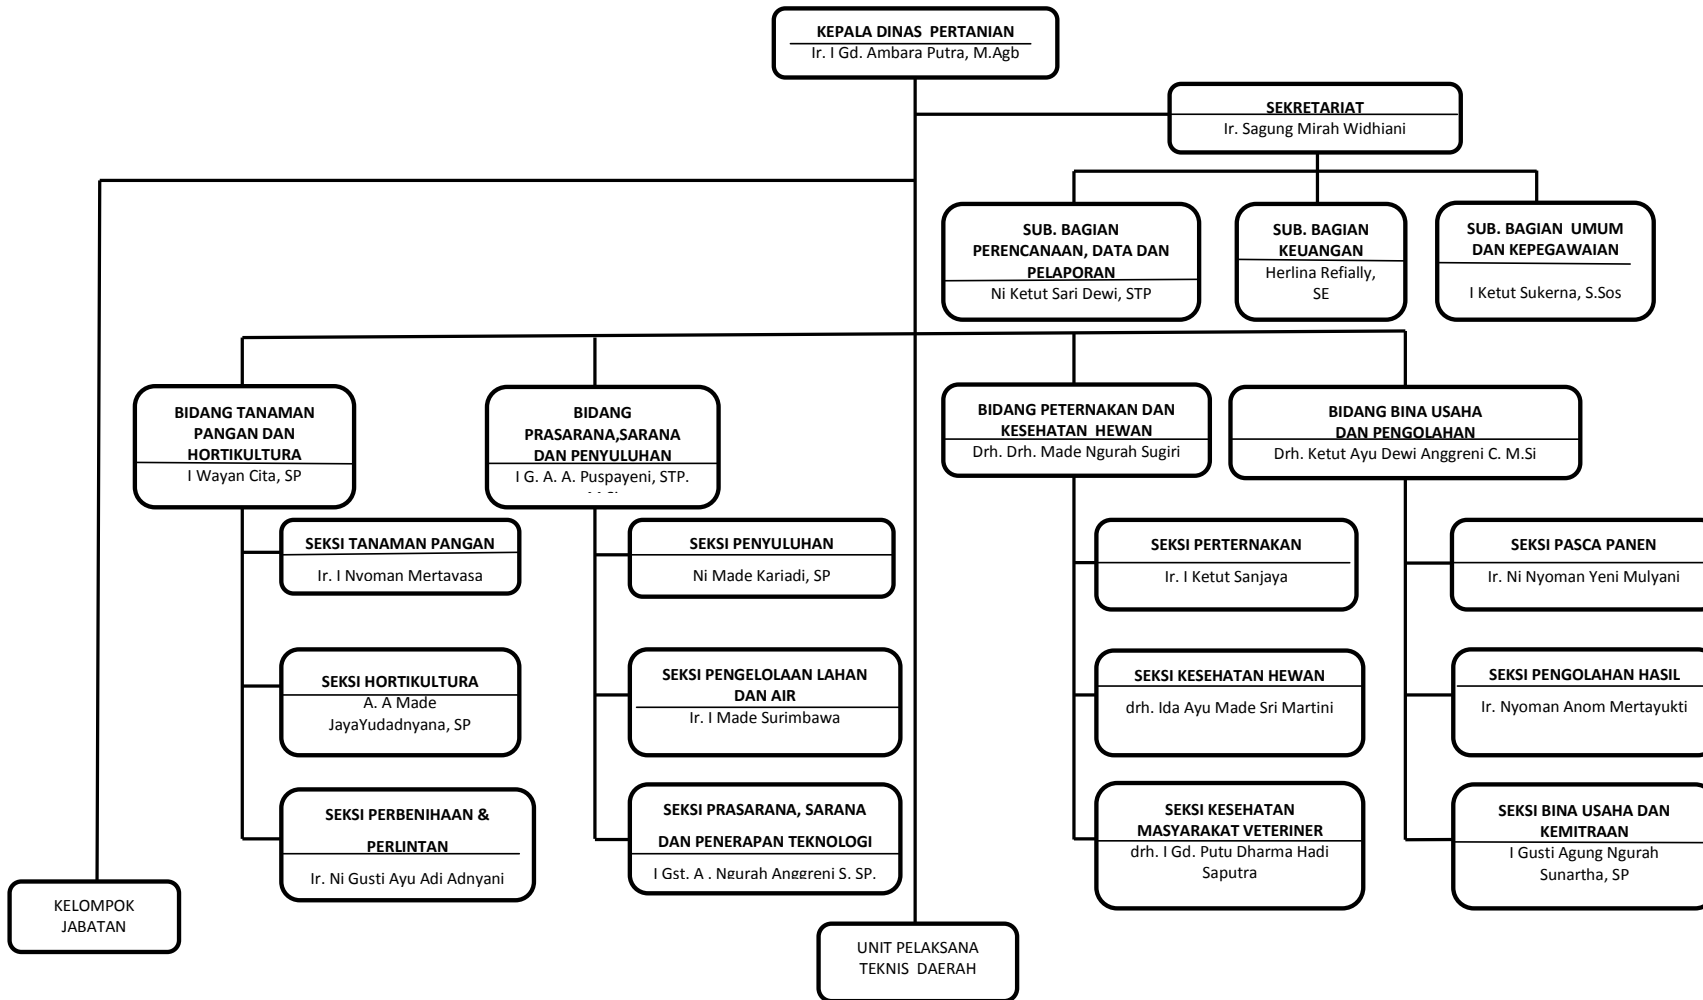 KEPALA DINAS  PERTANIAN
Ir. I Gd. Ambara Putra, M.Agb
SEKRETARIAT
Ir. Sagung Mirah Widhiani
SUB. BAGIAN
PERENCANAAN, DATA DAN
PELAPORAN
Ni Ketut Sari Dewi, STP
SUB. BAGIAN
KEUANGAN
Herlina Refially,
SE
SUB. BAGIAN  UMUM
DAN KEPEGAWAIAN
I Ketut Sukerna, S.Sos
BIDANG TANAMAN
PANGAN DAN
HORTIKULTURA
I Wayan Cita, SP
BIDANG
PRASARANA,SARANA
DAN PENYULUHAN
I G. A. A. Puspayeni, STP.
BIDANG PETERNAKAN DAN
KESEHATAN  HEWAN
Drh. Drh. Made Ngurah Sugiri
BIDANG BINA USAHA
DAN PENGOLAHAN
Drh. Ketut Ayu Dewi Anggreni C. M.Si
SEKSI TANAMAN PANGAN
Ir. I Nvoman Mertavasa
SEKSI HORTIKULTURA
A. A Made
JayaYudadnyana, SP
SEKSI PERBENIHAAN &
PERLINTAN
Ir. Ni Gusti Ayu Adi Adnyani
SEKSI PENYULUHAN
Ni Made Kariadi, SP
SEKSI PENGELOLAAN LAHAN
DAN AIR
Ir. I Made Surimbawa
SEKSI PRASARANA, SARANA
DAN PENERAPAN TEKNOLOGI
I Gst. A . Ngurah Anggreni S. SP.
SEKSI PERTERNAKAN
Ir. I Ketut Sanjaya
SEKSI KESEHATAN HEWAN
drh. Ida Ayu Made Sri Martini
SEKSI KESEHATAN
MASYARAKAT VETERINER
drh. I Gd. Putu Dharma Hadi
Saputra
SEKSI PASCA PANEN
Ir. Ni Nyoman Yeni Mulyani
SEKSI PENGOLAHAN HASIL
Ir. Nyoman Anom Mertayukti
SEKSI BINA USAHA DAN
KEMITRAAN
I Gusti Agung Ngurah
Sunartha, SP
KELOMPOK
JABATAN
UNIT PELAKSANA
TEKNIS  DAERAH